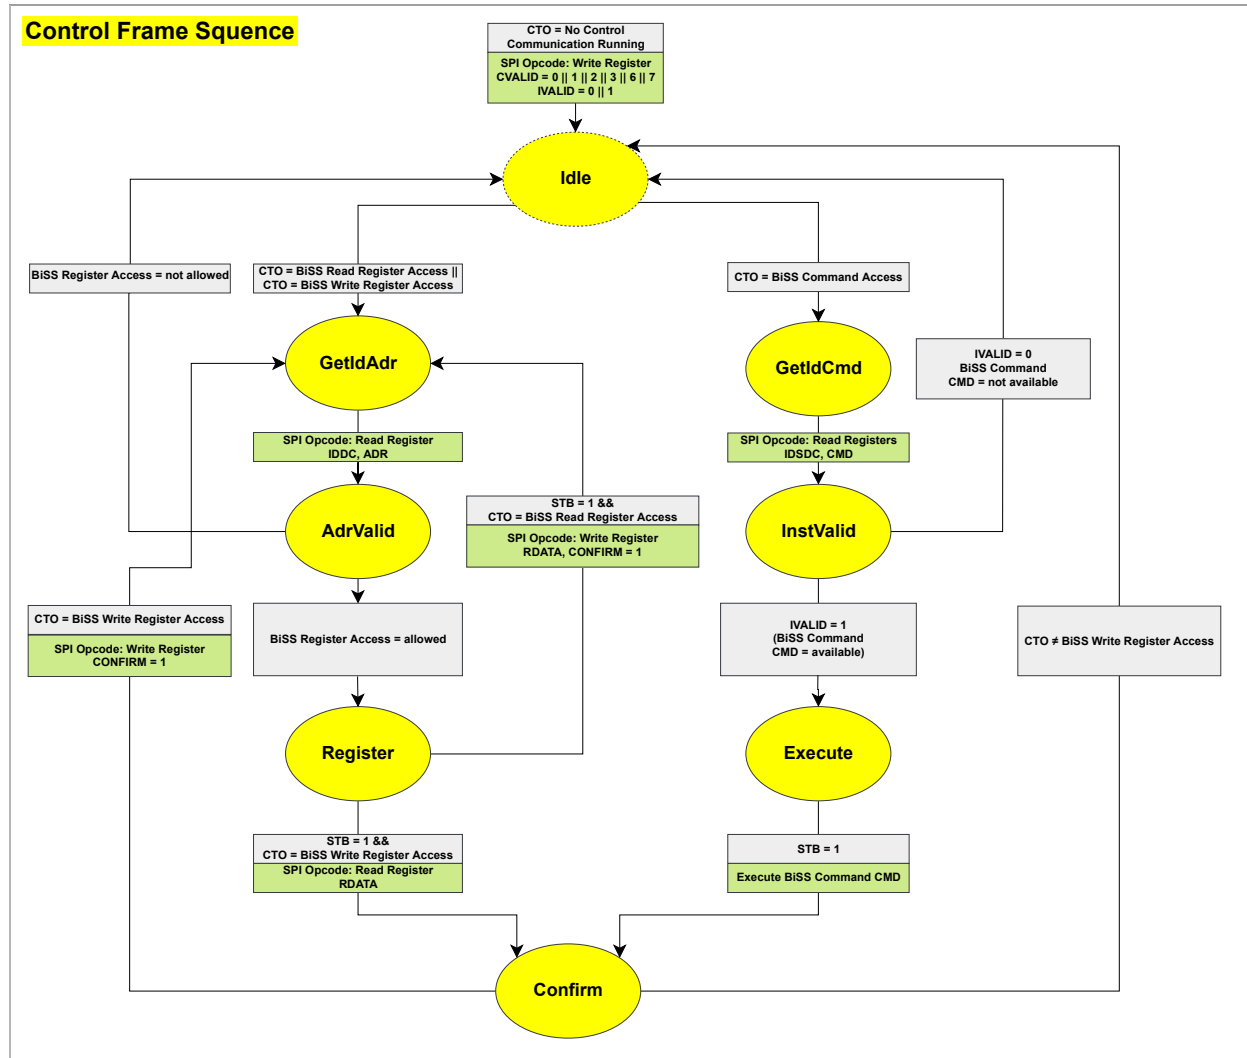 Control Frame Squence
CTO = No Control
Communication Running
SPI Opcode: Write Register
CVALID = 0 || 1 || 2 || 3 || 6 || 7
IVALID = 0 || 1
Idle
BiSS Register Access = not allowed
CTO = BiSS Read Register Access ||
CTO = BiSS Write Register Access
CTO = BiSS Command Access
GetIdAdr
GetIdCmd
IVALID = 0
BiSS Command
CMD = not available
SPI Opcode: Read Register
IDDC, ADR
SPI Opcode: Read Registers
IDSDC, CMD
AdrValid
STB = 1 &&
CTO = BiSS Read Register Access
SPI Opcode: Write Register
RDATA, CONFIRM = 1
InstValid
CTO = BiSS Write Register Access
SPI Opcode: Write Register
CONFIRM = 1
BiSS Register Access = allowed
IVALID = 1
(BiSS Command
CMD = available)
CTO ≠ BiSS Write Register Access
Register
Execute
STB = 1 &&
CTO = BiSS Write Register Access
SPI Opcode: Read Register
RDATA
STB = 1
Execute BiSS Command CMD
Confirm